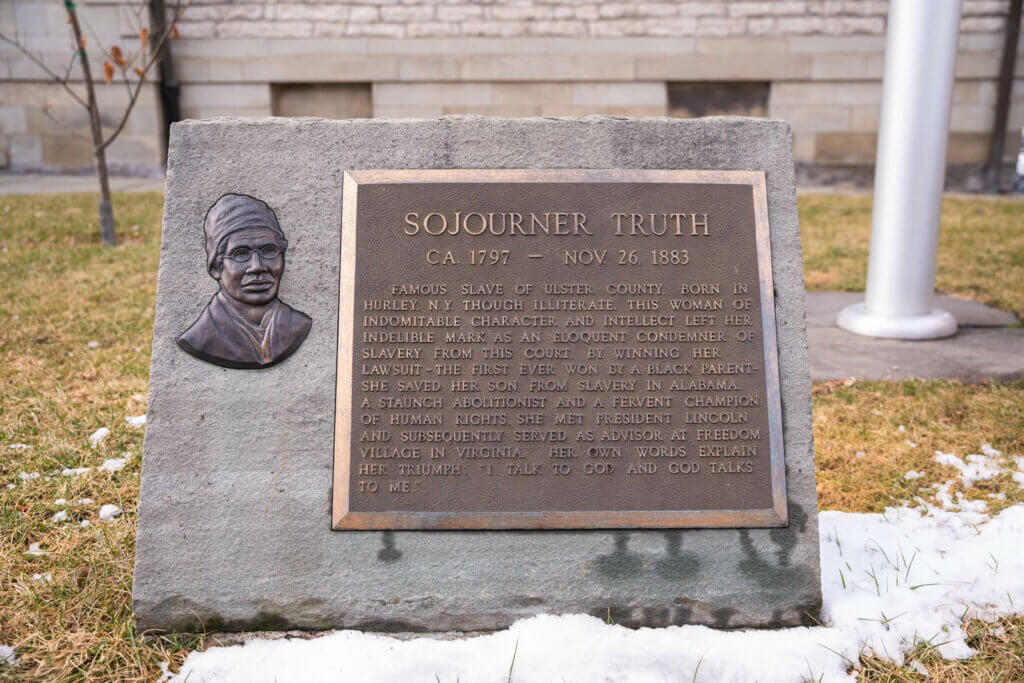 SOJOURNER TRUTH
CA. 1797 – NOV. 26, 1883
FAMOUS SLAVE OF ULSTER COUNTY, BORN IN
HURLEY, N.Y. THOUGH ILLITERATE, THIS WOMAN OF
INDOMITABLE CHARACTER AND INTELLECT LEFT HER
INDELIBLE MARK AS AN ELOQUENT CONDEMNER OF
SLAVERY. FROM THIS COURT, BY WINNING HER
LAWSUIT – THE FIRST EVER WON BY A BLACK PARENT–
SHE SAVED HER SON FROM SLAVERY IN ALABAMA.
A STAUNCH ABOLITIONIST AND A FERVENT CHAMPION
OF HUMAN RIGHTS, SHE MET PRESIDENT LINCOLN
AND SUBSEQUENTLY SERVED AS ADVISOR AT FREEDOM
VILLAGE IN VIRGINIA. HER OWN WORDS EXPLAIN
HER TRIUMPH: "I TALK TO GOD AND GOD TALKS
TO ME."